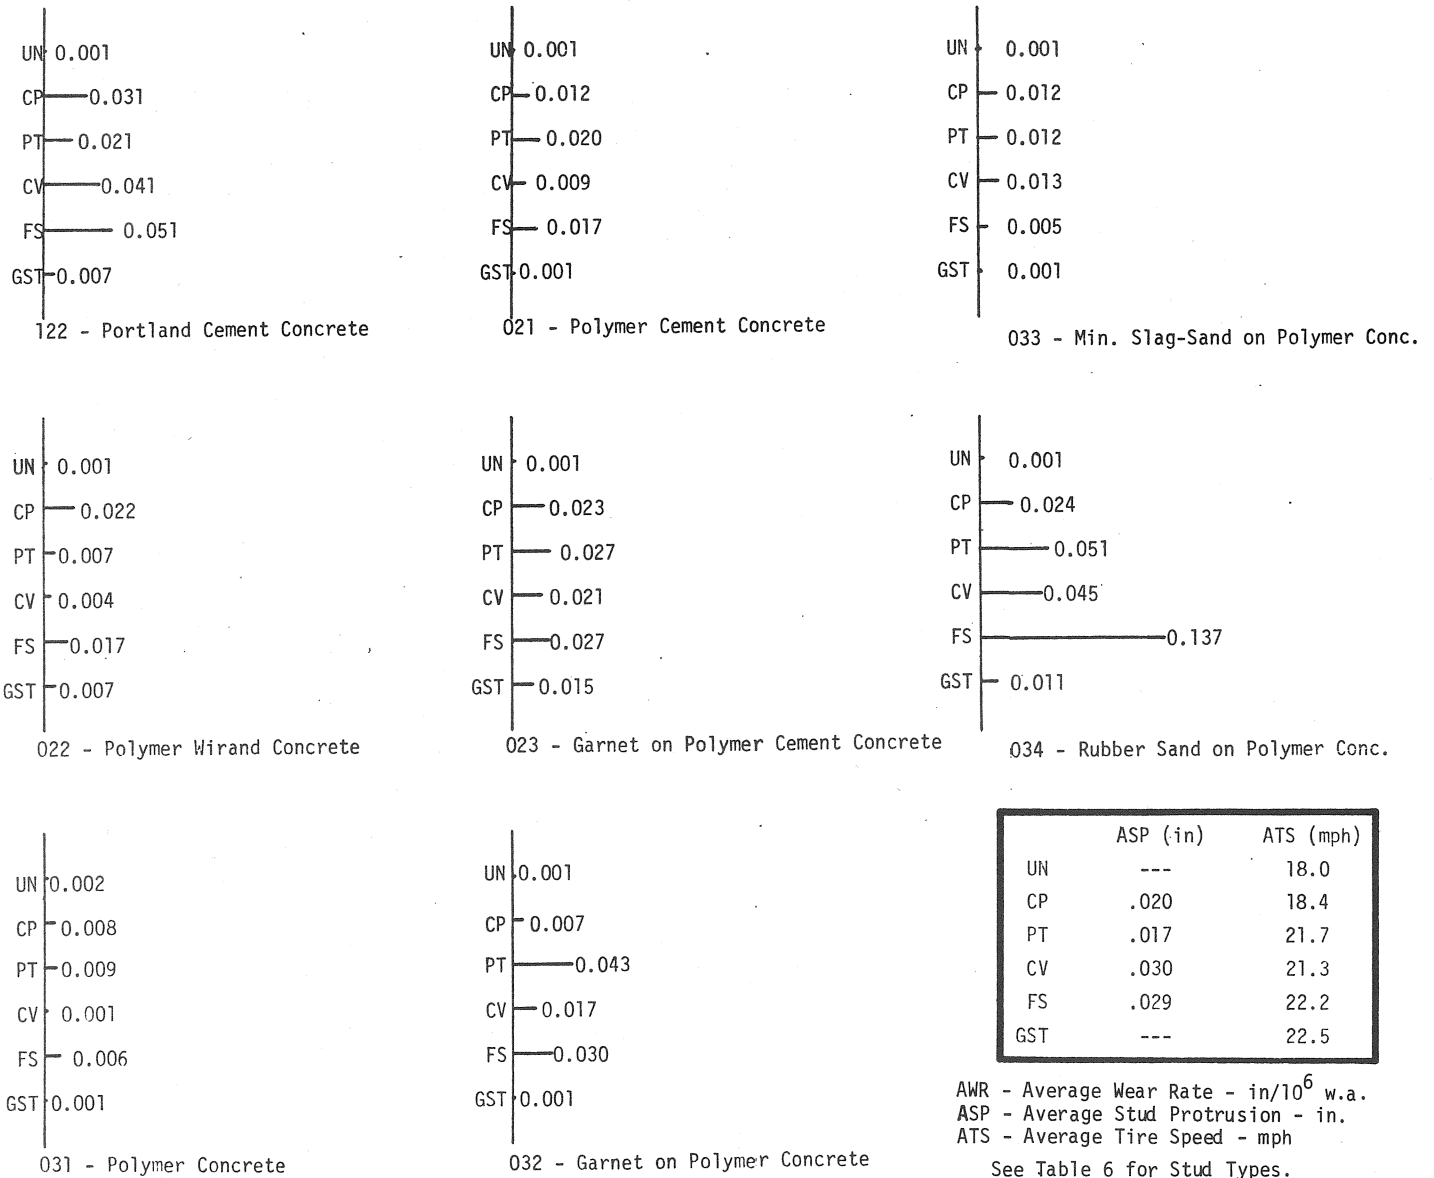 UN 0.001
CP 0.031
PT 0.021
CV 0.041
FS 0.051
GST 0.007
122 - Portland Cement Concrete
UN 0.001
CP 0.012
PT 0.020
CV 0.009
FS 0.017
GST 0.001
021 - Polymer Cement Concrete
UN 0.001
CP 0.012
PT 0.012
CV 0.013
FS 0.005
GST 0.001
033 - Min. Slag-Sand on Polymer Conc.
UN 0.001
CP 0.022
PT 0.007
CV 0.004
FS 0.017
GST 0.007
022 - Polymer Wirand Concrete
UN 0.001
CP 0.023
PT 0.027
CV 0.021
FS 0.027
GST 0.015
023 - Garnet on Polymer Cement Concrete
UN 0.001
CP 0.024
PT 0.051
CV 0.045
FS 0.137
GST 0.011
034 - Rubber Sand on Polymer Conc.
UN 0.002
CP 0.008
PT 0.009
CV 0.001
FS 0.006
GST 0.001
031 - Polymer Concrete
UN 0.001
CP 0.007
PT 0.043
CV 0.017
FS 0.030
GST 0.001
032 - Garnet on Polymer Concrete
ASP (in) ATS (mph)
UN --- 18.0
CP .020 18.4
PT .017 21.7
CV .030 21.3
FS .029 22.2
GST --- 22.5
AWR - Average Wear Rate - in/10⁶ w.a.
ASP - Average Stud Protrusion - in.
ATS - Average Tire Speed - mph
See Table 6 for Stud Types.